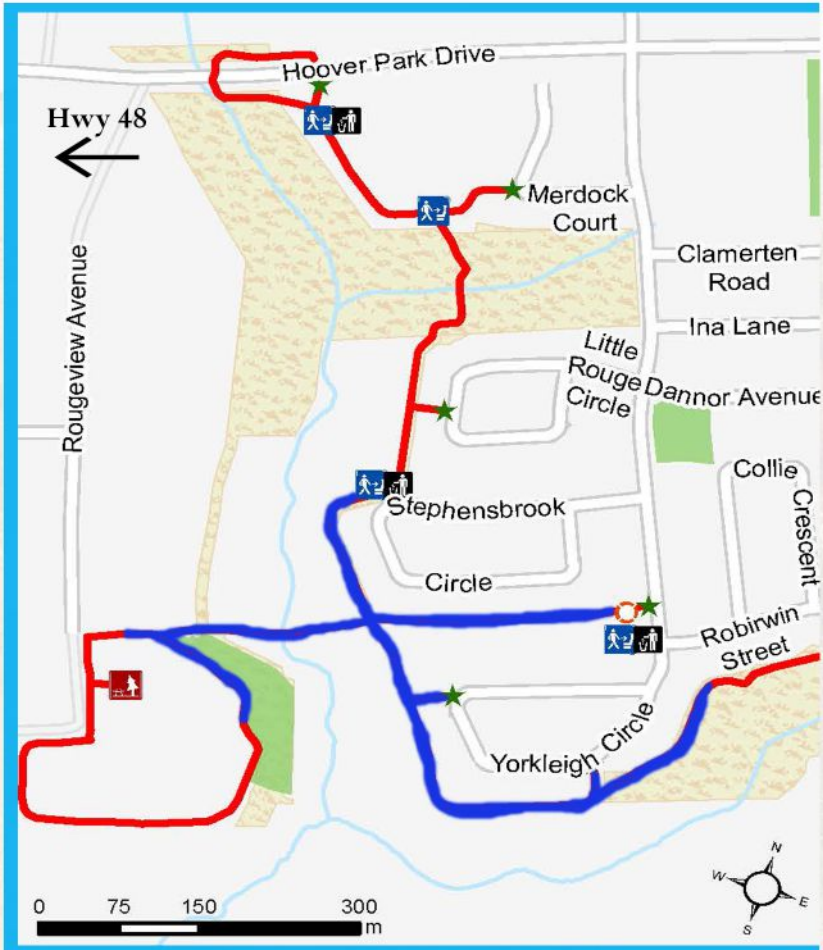 Hoover Park Drive
Hwy 48
Merdock
Court
Clamerten
Road
Rougeview Avenue
Ina Lane
Little
Rouge
Circle
Dannor Avenue
Collie
Crescent
Stephensbrook
Circle
Robirwin
Street
Yorkleigh Circle
N
W
E
S
0 75 150 300
m